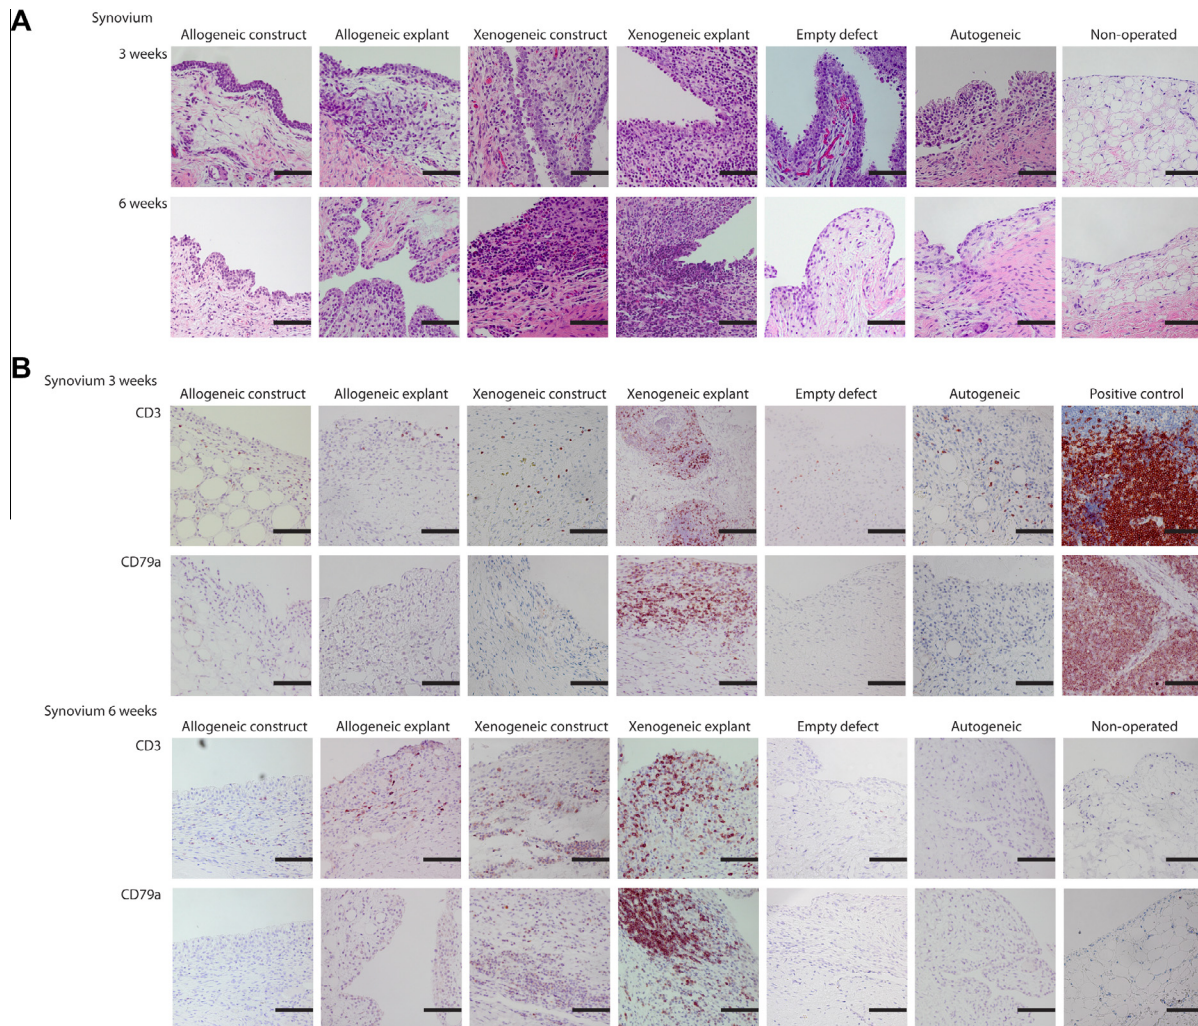 A
Synovium
Allogeneic construct Allogeneic explant Xenogeneic construct Xenogeneic explant Empty defect Autogeneic Non-operated
3 weeks
6 weeks
B
Synovium 3 weeks
Allogeneic construct Allogeneic explant Xenogeneic construct Xenogeneic explant Empty defect Autogeneic Positive control
CD3
CD79a
Synovium 6 weeks
Allogeneic construct Allogeneic explant Xenogeneic construct Xenogeneic explant Empty defect Autogeneic Non-operated
CD3
CD79a